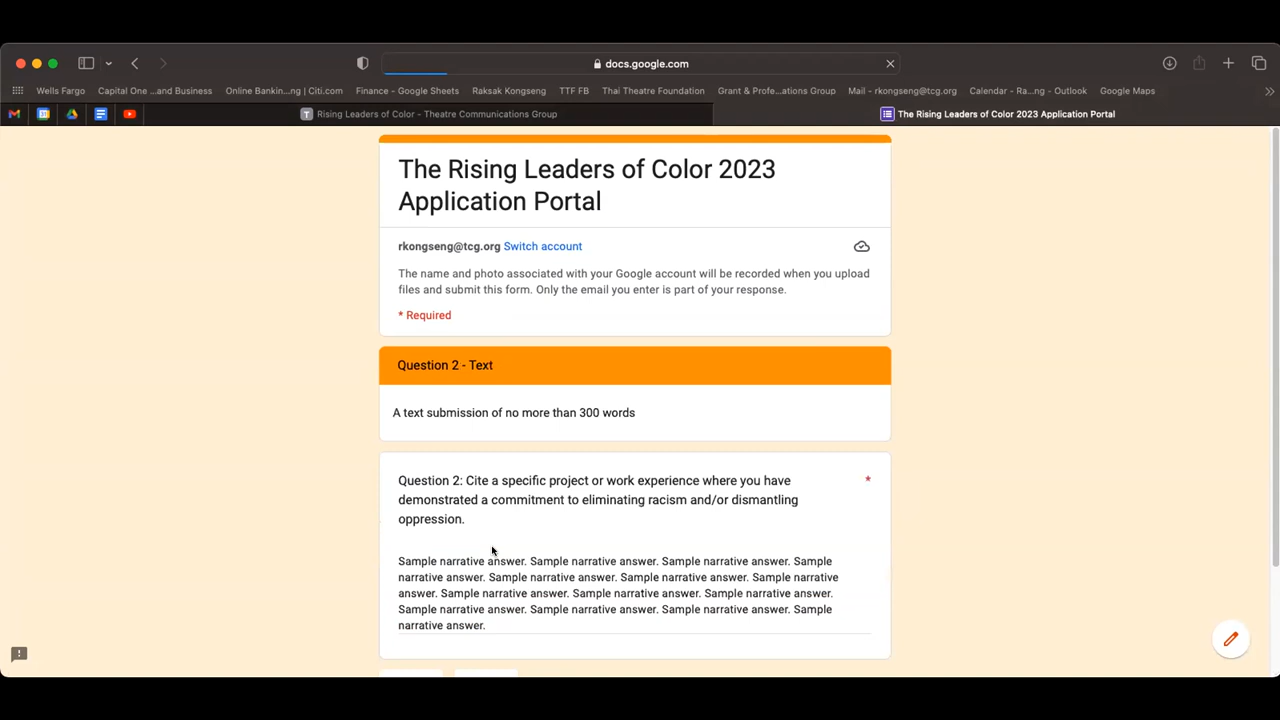 docs.google.com
Wells Fargo Capital One ...and Business Online Bankin...ng | Citi.com Finance – Google Sheets Raksak Kongseng TTF FB Thai Theatre Foundation Grant & Profe...ations Group Mail - rkongseng@tcg.org Calendar - Ra...ng - Outlook Google Maps
Rising Leaders of Color - Theatre Communications Group The Rising Leaders of Color 2023 Application Portal
The Rising Leaders of Color 2023
Application Portal
rkongseng@tcg.org Switch account
The name and photo associated with your Google account will be recorded when you upload
files and submit this form. Only the email you enter is part of your response.
* Required
Question 2 - Text
A text submission of no more than 300 words
Question 2: Cite a specific project or work experience where you have *
demonstrated a commitment to eliminating racism and/or dismantling
oppression.
Sample narrative answer. Sample narrative answer. Sample narrative answer. Sample
narrative answer. Sample narrative answer. Sample narrative answer. Sample narrative
answer. Sample narrative answer. Sample narrative answer. Sample narrative answer.
Sample narrative answer. Sample narrative answer. Sample narrative answer. Sample
narrative answer.